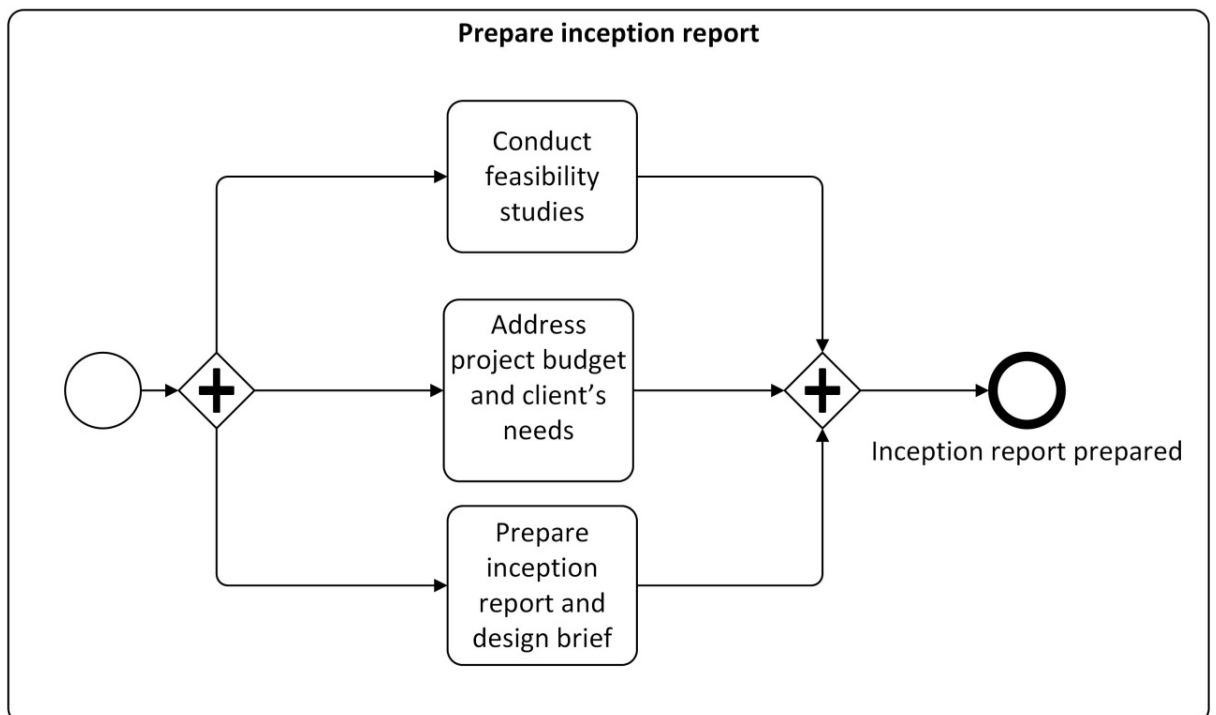 Prepare inception report
Conduct
feasibility
studies
Address
project budget
and client’s
needs
Inception report prepared
Prepare
inception
report and
design brief